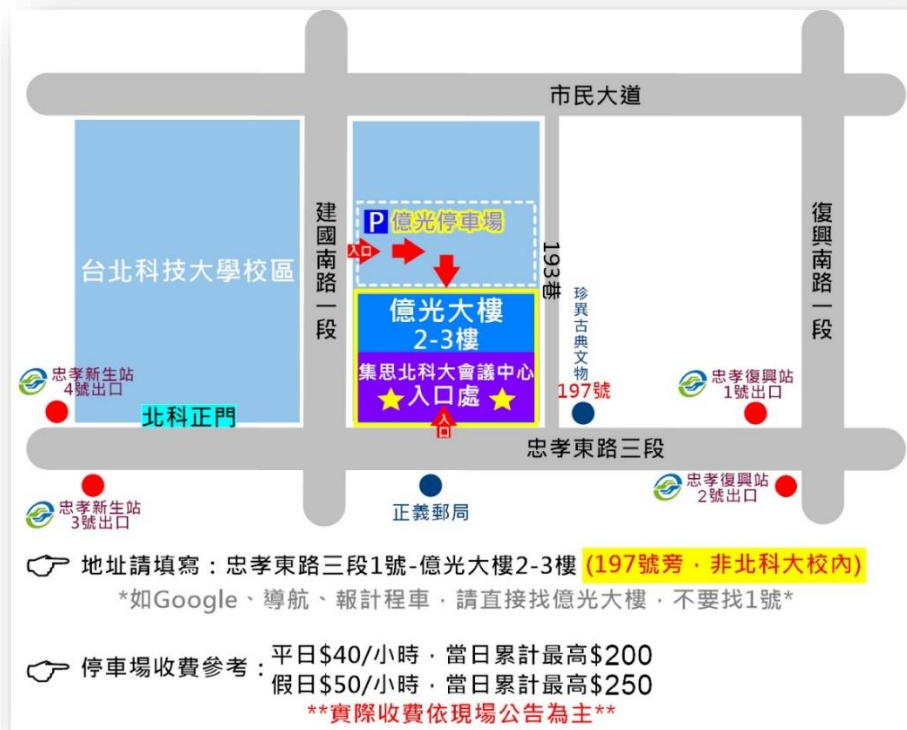 市民大道
建國南路一段
復興南路一段
P 億光停車場
入口
193巷
台北科技大學校區
億光大樓
2-3樓
珍異古典文物
197號
集思北科大會議中心
入口處
入口
忠孝新生站
4號出口
北科正門
忠孝復興站
1號出口
忠孝東路三段
忠孝新生站
3號出口
正義郵局
忠孝復興站
2號出口
地址請填寫：忠孝東路三段1號-億光大樓2-3樓 (197號旁，非北科大校內)
*如Google、導航、報計程車，請直接找億光大樓，不要找1號*
停車場收費參考：平日$40/小時，當日累計最高$200
假日$50/小時，當日累計最高$250
**實際收費依現場公告為主**